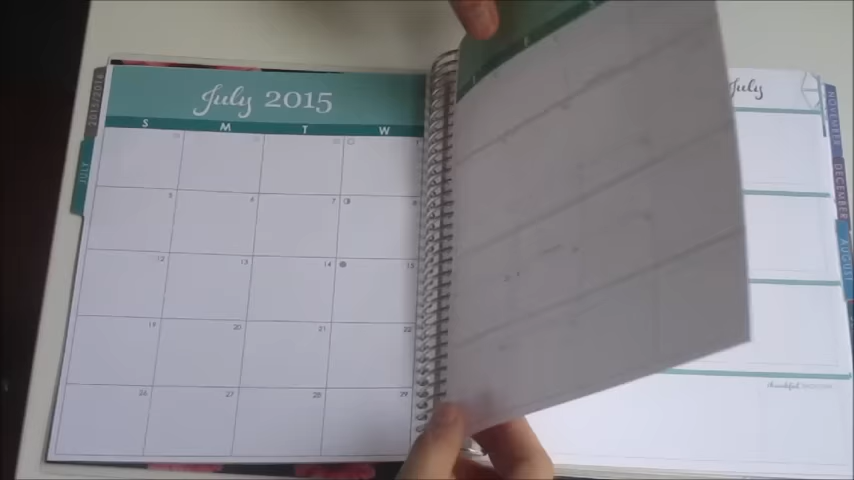 July 2015
S M T W
2015/2016
JULY
5 6 7 8
12 13 14 15
19 20 21 22
26 27 28 29
July
NOVEMBER
DECEMBER
AUGUST
thankful